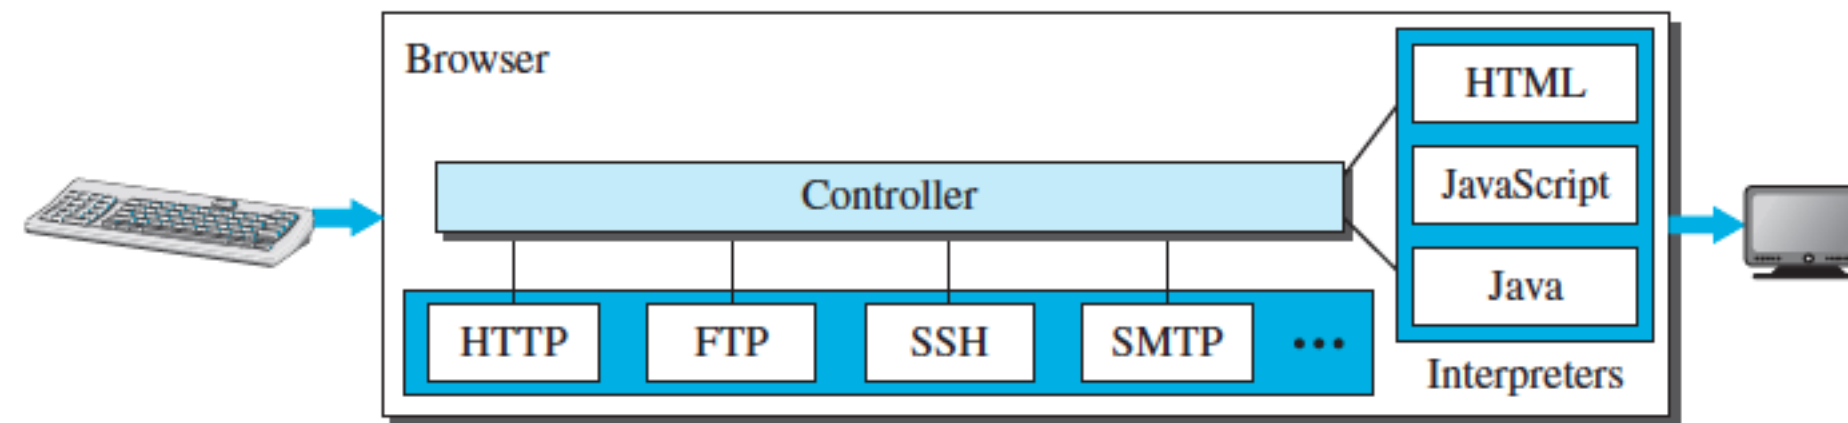 Browser
HTML
JavaScript
Java
Controller
HTTP
FTP
SSH
SMTP
...
Interpreters